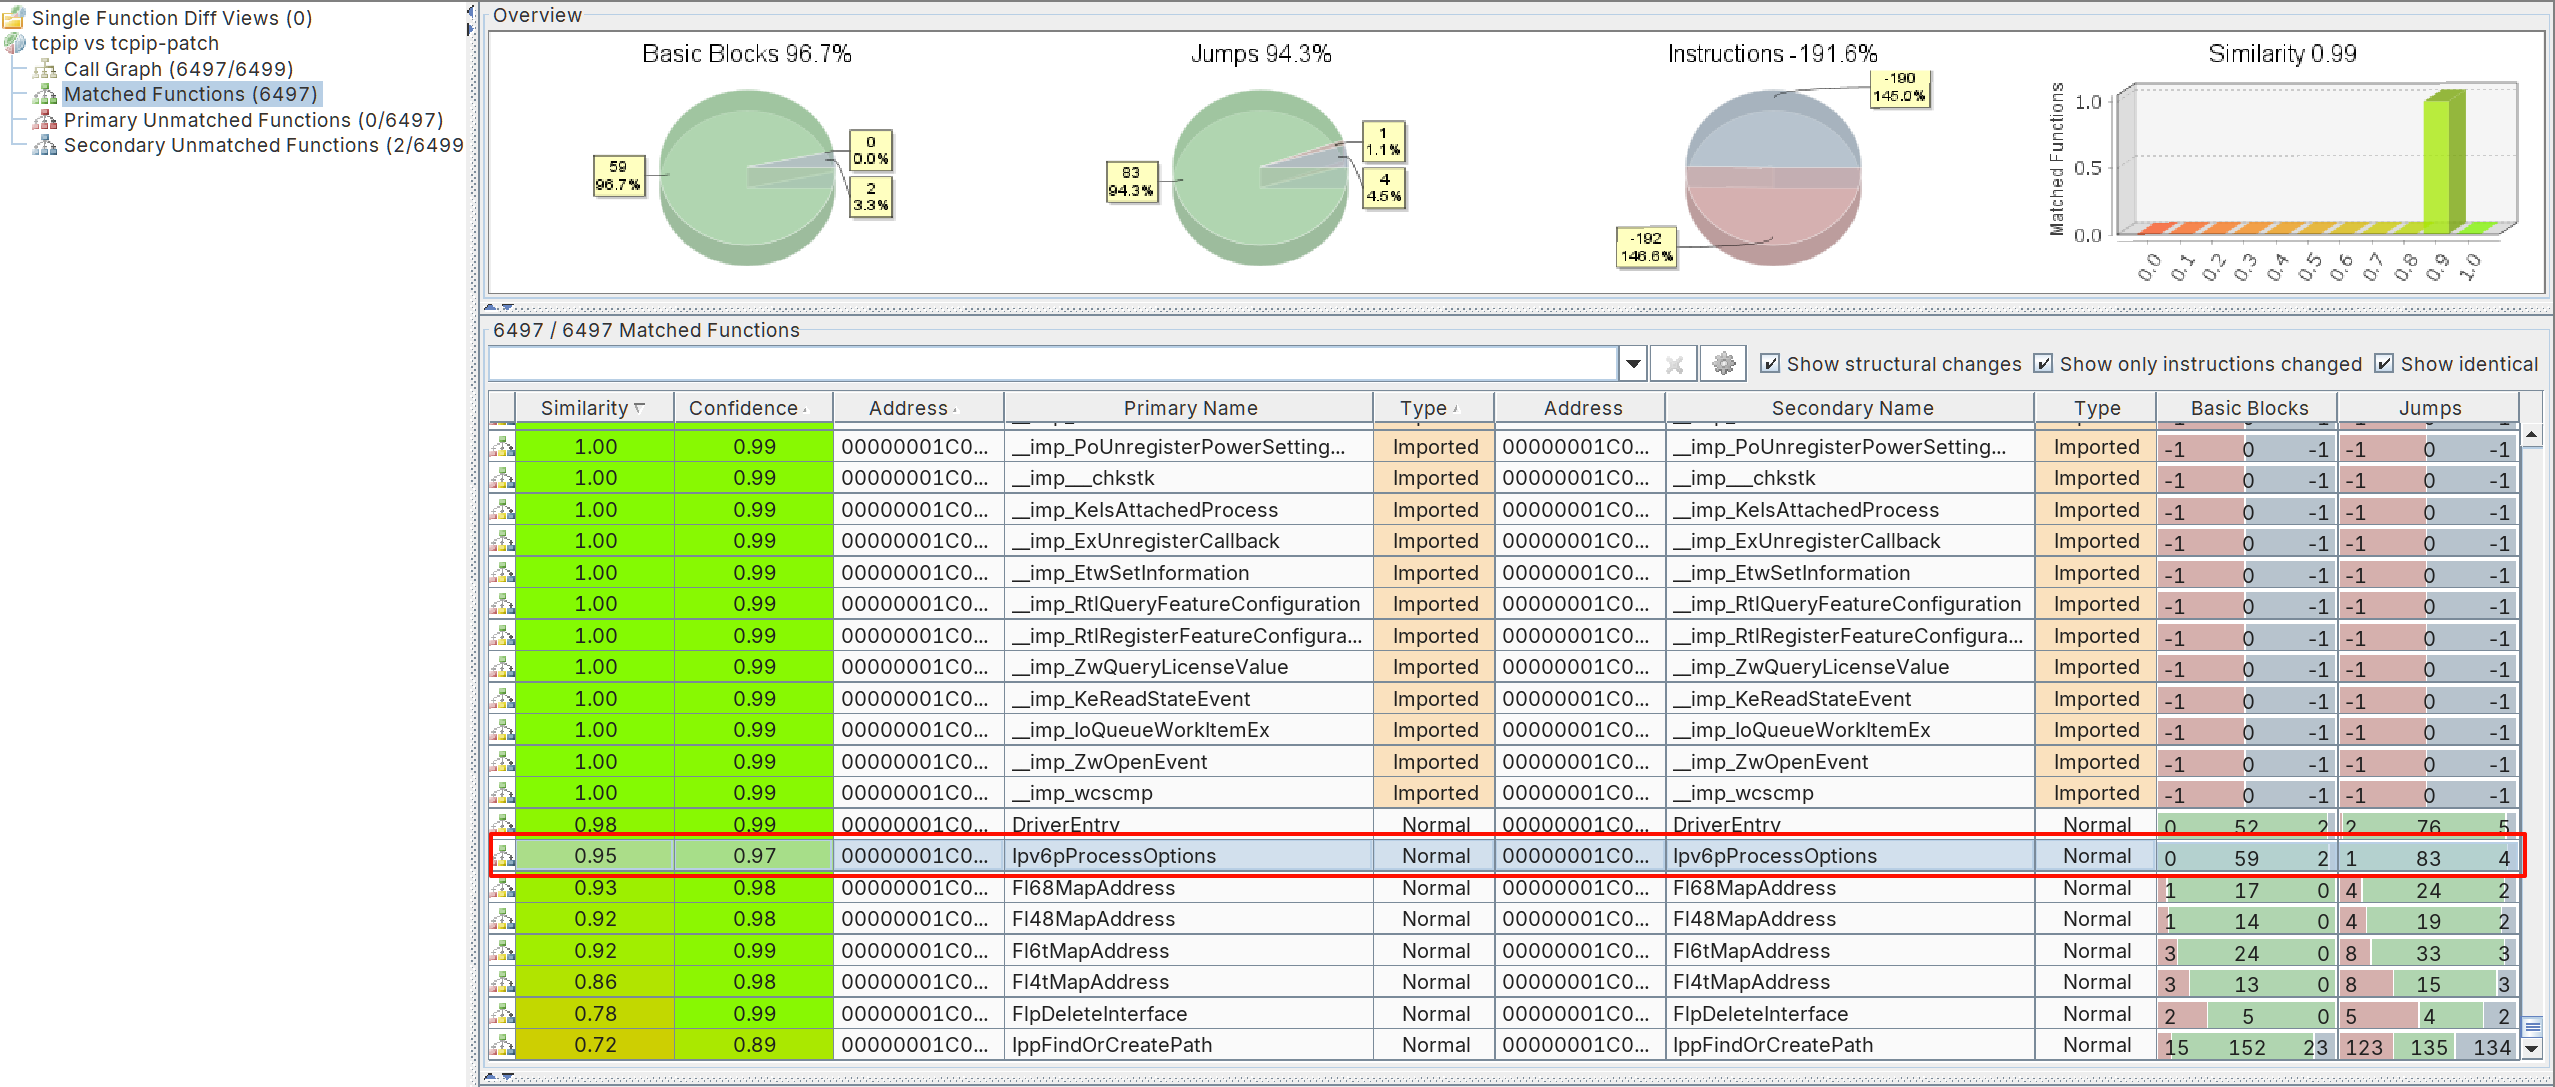 Single Function Diff Views (0)
tcpip vs tcpip-patch
Call Graph (6497/6499)
Matched Functions (6497)
Primary Unmatched Functions (0/6497)
Secondary Unmatched Functions (2/6499
Overview
Basic Blocks 96.7%
59
96.7%
0
0.0%
2
3.3%
Jumps 94.3%
83
94.3%
1
1.1%
4
4.5%
Instructions -191.6%
-190
145.0%
-192
146.6%
Similarity 0.99
Matched Functions
1.0
0.5
0.0
0.0 0.1 0.2 0.3 0.4 0.5 0.6 0.7 0.8 0.9 1.0
6497 / 6497 Matched Functions
Show structural changes Show only instructions changed Show identical
Similarity Confidence Address Primary Name Type Address Secondary Name Type Basic Blocks Jumps
1.00 0.99 00000001C0... __imp_PoUnregisterPowerSetting... Imported 00000001C0... __imp_PoUnregisterPowerSetting... Imported -1 0 -1 -1 0 -1
1.00 0.99 00000001C0... __imp___chkstk Imported 00000001C0... __imp___chkstk Imported -1 0 -1 -1 0 -1
1.00 0.99 00000001C0... __imp_KeIsAttachedProcess Imported 00000001C0... __imp_KeIsAttachedProcess Imported -1 0 -1 -1 0 -1
1.00 0.99 00000001C0... __imp_ExUnregisterCallback Imported 00000001C0... __imp_ExUnregisterCallback Imported -1 0 -1 -1 0 -1
1.00 0.99 00000001C0... __imp_EtwSetInformation Imported 00000001C0... __imp_EtwSetInformation Imported -1 0 -1 -1 0 -1
1.00 0.99 00000001C0... __imp_RtlQueryFeatureConfiguration Imported 00000001C0... __imp_RtlQueryFeatureConfiguration Imported -1 0 -1 -1 0 -1
1.00 0.99 00000001C0... __imp_RtlRegisterFeatureConfigura... Imported 00000001C0... __imp_RtlRegisterFeatureConfigura... Imported -1 0 -1 -1 0 -1
1.00 0.99 00000001C0... __imp_ZwQueryLicenseValue Imported 00000001C0... __imp_ZwQueryLicenseValue Imported -1 0 -1 -1 0 -1
1.00 0.99 00000001C0... __imp_KeReadStateEvent Imported 00000001C0... __imp_KeReadStateEvent Imported -1 0 -1 -1 0 -1
1.00 0.99 00000001C0... __imp_IoQueueWorkItemEx Imported 00000001C0... __imp_IoQueueWorkItemEx Imported -1 0 -1 -1 0 -1
1.00 0.99 00000001C0... __imp_ZwOpenEvent Imported 00000001C0... __imp_ZwOpenEvent Imported -1 0 -1 -1 0 -1
1.00 0.99 00000001C0... __imp_wcscmp Imported 00000001C0... __imp_wcscmp Imported -1 0 -1 -1 0 -1
0.98 0.99 00000001C0... DriverEntry Normal 00000001C0... DriverEntry Normal 0 52 2 2 76 5
0.95 0.97 00000001C0... Ipv6pProcessOptions Normal 00000001C0... Ipv6pProcessOptions Normal 0 59 2 1 83 4
0.93 0.98 00000001C0... Fl68MapAddress Normal 00000001C0... Fl68MapAddress Normal 1 17 0 4 24 2
0.92 0.98 00000001C0... Fl48MapAddress Normal 00000001C0... Fl48MapAddress Normal 1 14 0 4 19 2
0.92 0.99 00000001C0... Fl6tMapAddress Normal 00000001C0... Fl6tMapAddress Normal 3 24 0 8 33 3
0.86 0.98 00000001C0... Fl4tMapAddress Normal 00000001C0... Fl4tMapAddress Normal 3 13 0 8 15 3
0.78 0.99 00000001C0... FlpDeleteInterface Normal 00000001C0... FlpDeleteInterface Normal 2 5 0 5 4 2
0.72 0.89 00000001C0... IppFindOrCreatePath Normal 00000001C0... IppFindOrCreatePath Normal 15 152 23 123 135 134